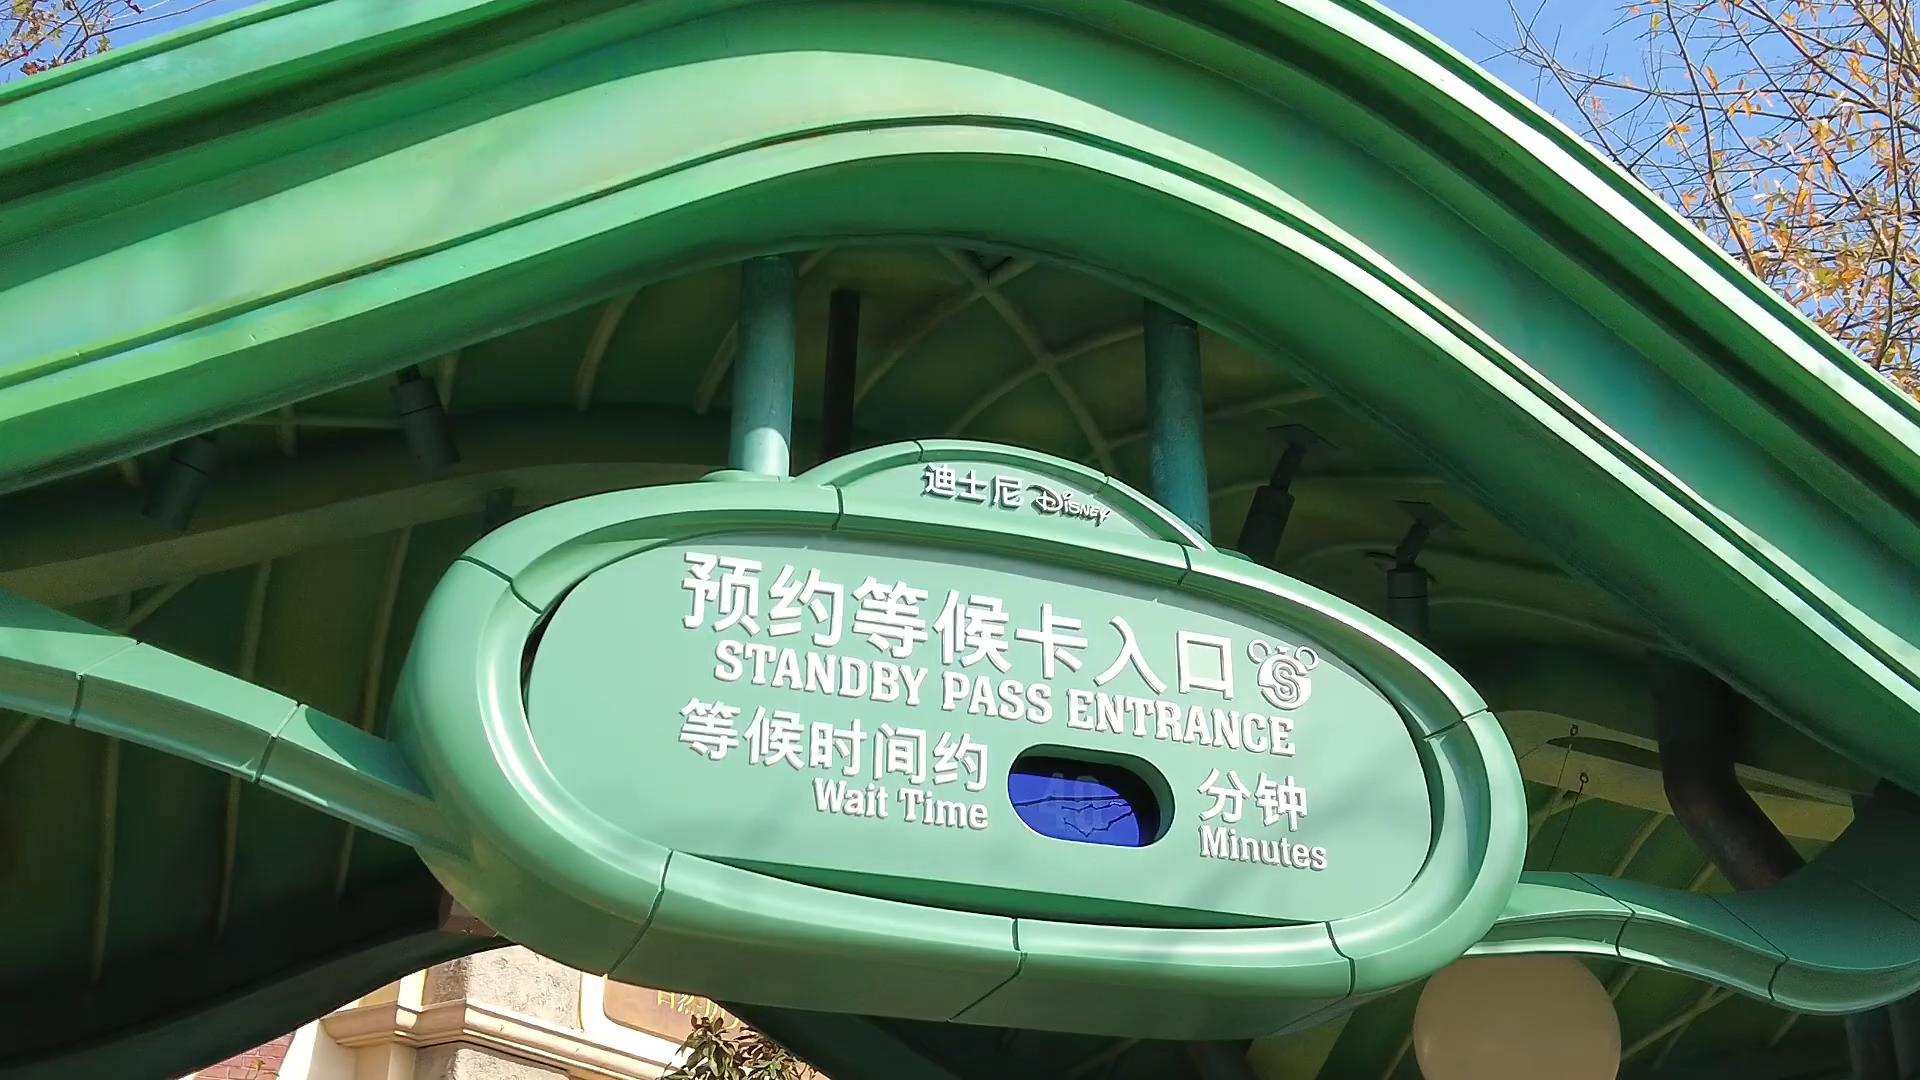 迪士尼 Disney
预约等候卡入口 S
STANDBY PASS ENTRANCE
等候时间约 40 分钟
Wait Time Minutes